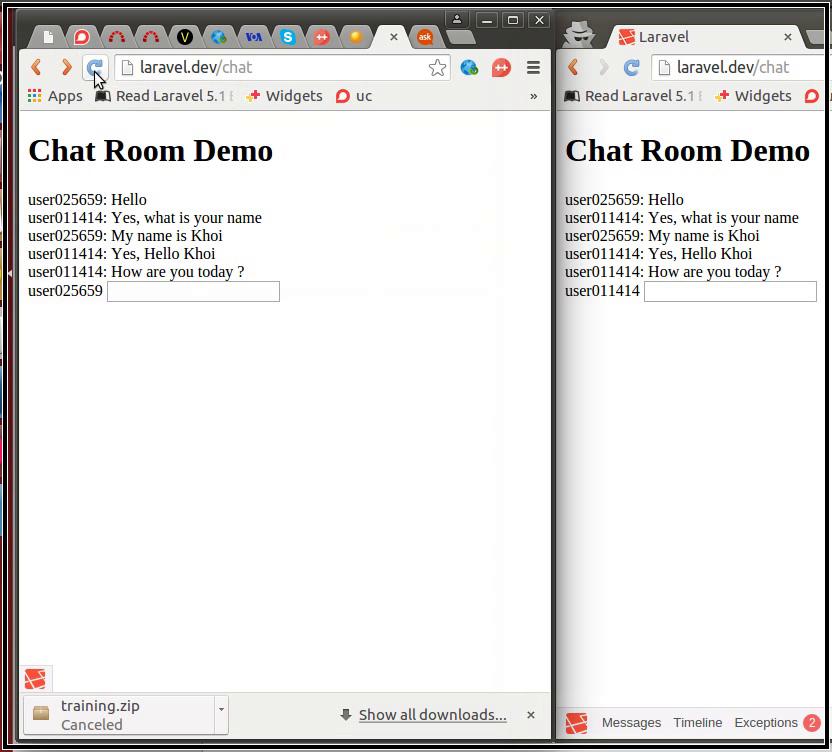 V
VOA
S
++
ask
Laravel
laravel.dev/chat
++
laravel.dev/chat
Apps
Read Laravel 5.1
Widgets
uc
»
Read Laravel 5.1
Widgets
Chat Room Demo
user025659: Hello
user011414: Yes, what is your name
user025659: My name is Khoi
user011414: Yes, Hello Khoi
user011414: How are you today ?
user025659
Chat Room Demo
user025659: Hello
user011414: Yes, what is your name
user025659: My name is Khoi
user011414: Yes, Hello Khoi
user011414: How are you today ?
user011414
training.zip
Canceled
Show all downloads...
Messages
Timeline
Exceptions 2